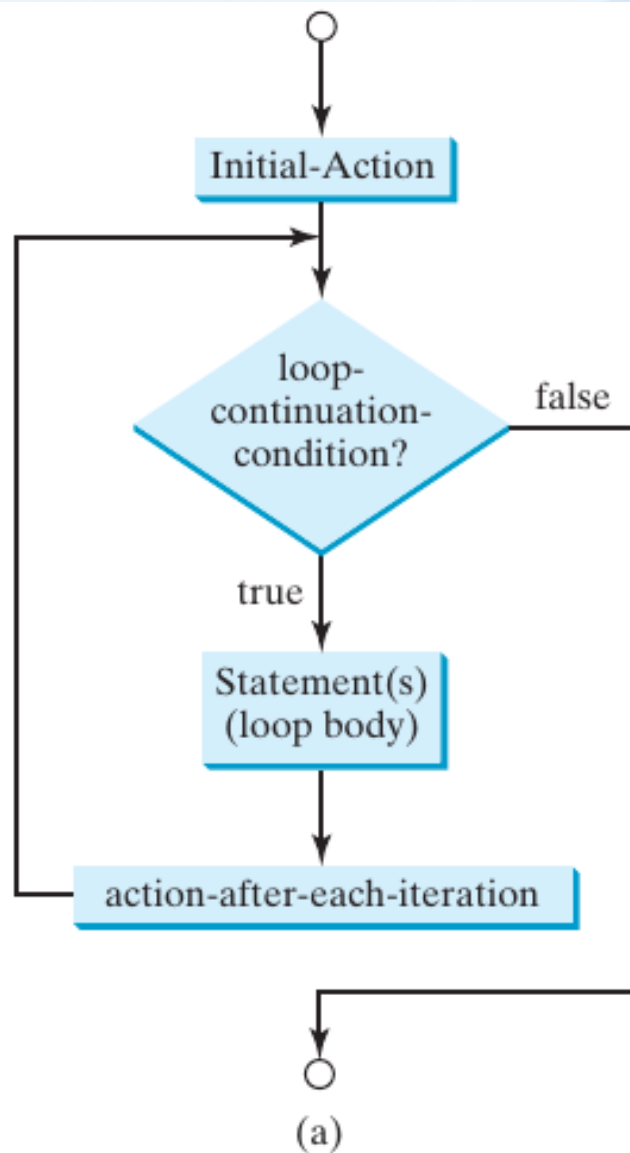 Initial-Action
loop-
continuation-
condition?
false
true
Statement(s)
(loop body)
action-after-each-iteration
(a)